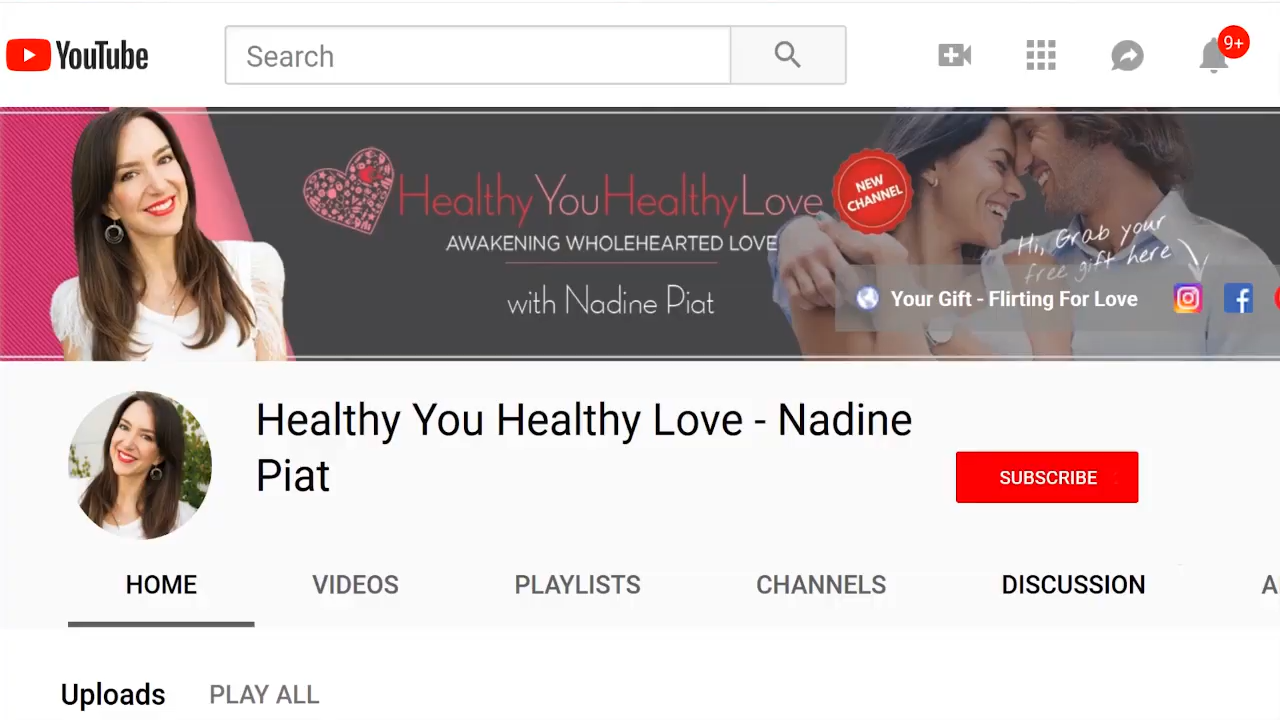 YouTube
Search
9+
HealthyYouHealthyLove
NEW
CHANNEL
AWAKENING WHOLEHEARTED LOVE
with Nadine Piat
Hi, Grab your
free gift here
Your Gift - Flirting For Love
Healthy You Healthy Love - Nadine
Piat
SUBSCRIBE
HOME VIDEOS PLAYLISTS CHANNELS DISCUSSION A
Uploads PLAY ALL